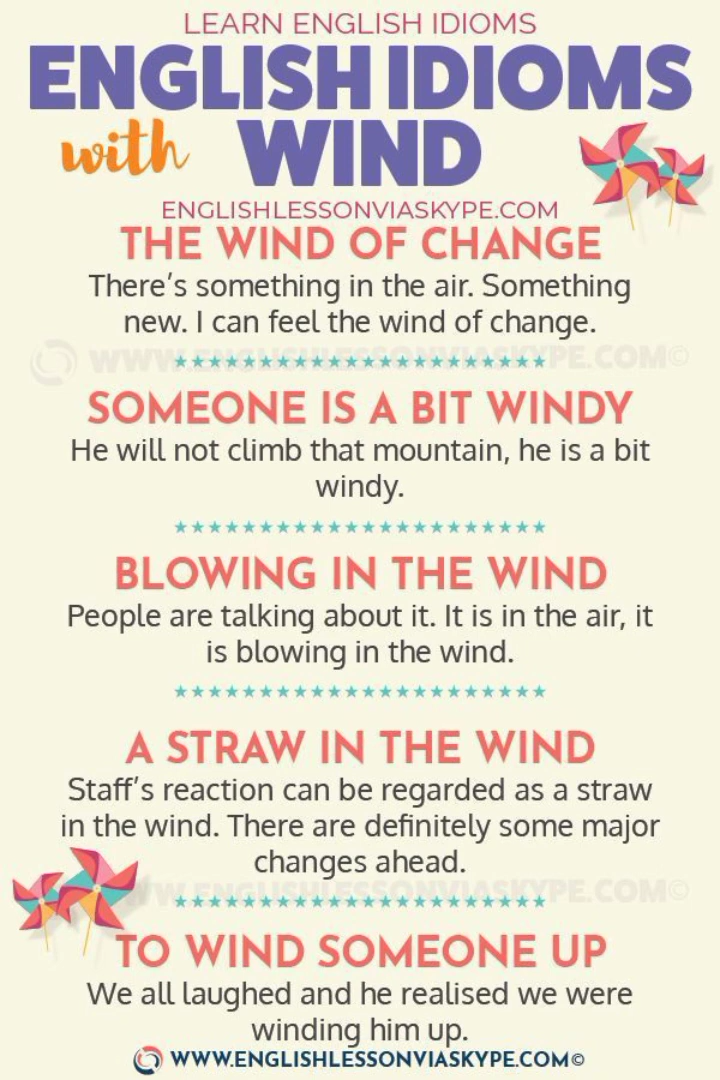 LEARN ENGLISH IDIOMS
ENGLISH IDIOMS
with WIND
ENGLISHLESSONVIASKYPE.COM
THE WIND OF CHANGE
There's something in the air. Something
new. I can feel the wind of change.
WWW.ENGLISHLESSONVIASKYPE.COM©
SOMEONE IS A BIT WINDY
He will not climb that mountain, he is a bit
windy.
BLOWING IN THE WIND
People are talking about it. It is in the air, it
is blowing in the wind.
A STRAW IN THE WIND
Staff's reaction can be regarded as a straw
in the wind. There are definitely some major
changes ahead.
WWW.ENGLISHLESSONVIASKYPE.COM©
TO WIND SOMEONE UP
We all laughed and he realised we were
winding him up.
WWW.ENGLISHLESSONVIASKYPE.COM©